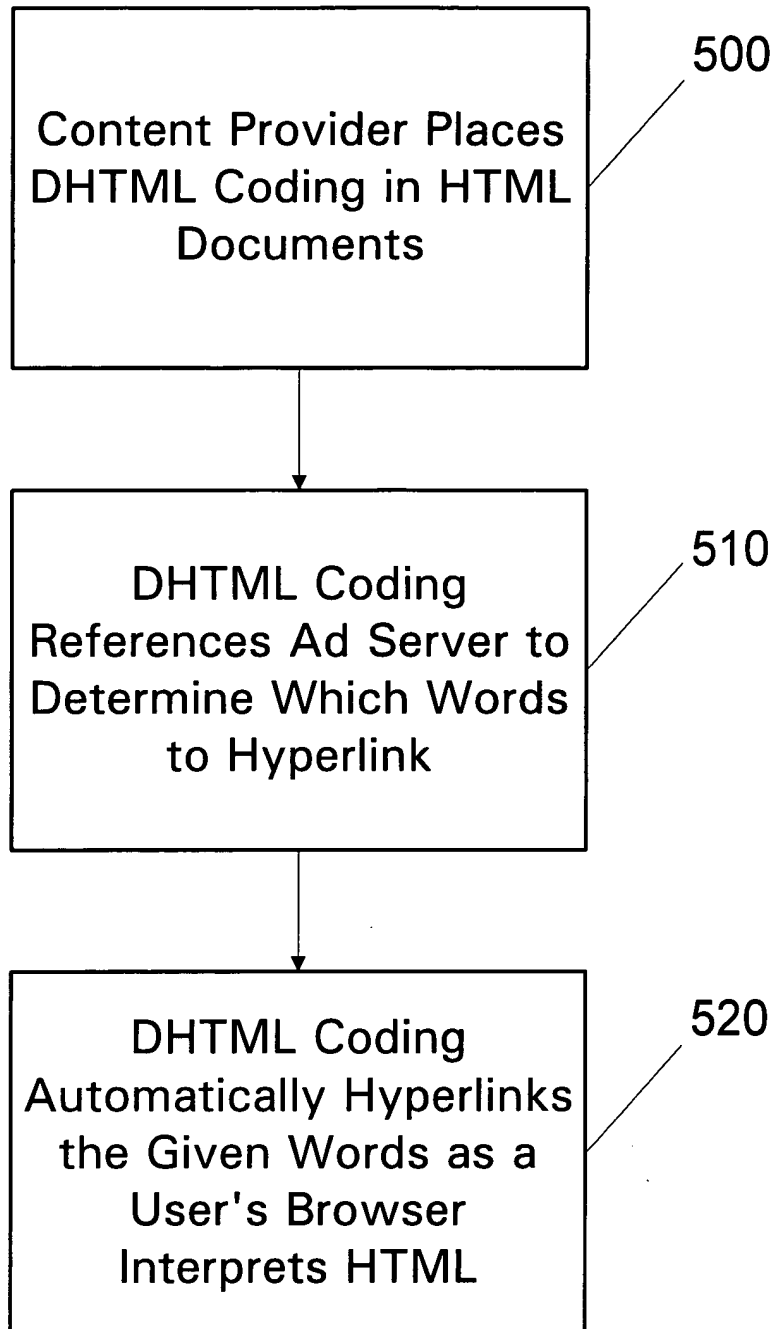 500
Content Provider Places
DHTML Coding in HTML
Documents
510
DHTML Coding
References Ad Server to
Determine Which Words
to Hyperlink
520
DHTML Coding
Automatically Hyperlinks
the Given Words as a
User's Browser
Interprets HTML